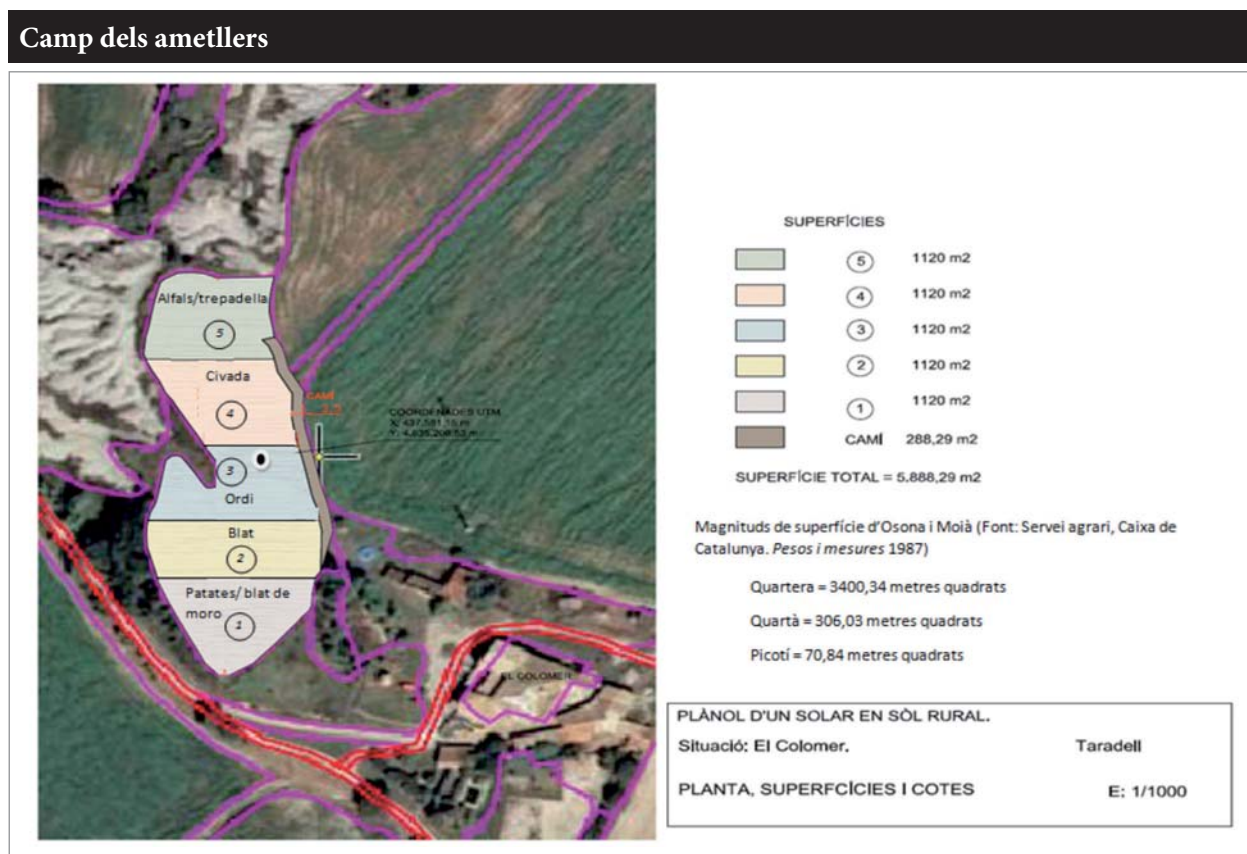 Camp dels ametllers
Alfals/trepadella
5
Civada
4
CAMÍ
COORDENADES UTM
3
Ordi
Blat
2
Patates/ blat de
moro
1
EL COLOMER
SUPERFÍCIES
5 1120 m2
4 1120 m2
3 1120 m2
2 1120 m2
1 1120 m2
CAMÍ 288,29 m2
SUPERFÍCIE TOTAL = 5.888,29 m2
Magnituds de superfície d'Osona i Moià (Font: Servei agrari, Caixa de
Catalunya. Pesos i mesures 1987)
Quartera = 3400,34 metres quadrats
Quartà = 306,03 metres quadrats
Picotí = 70,84 metres quadrats
PLÀNOL D'UN SOLAR EN SÒL RURAL.
Situació: El Colomer. Taradell
PLANTA, SUPERFCÍCIES I COTES E: 1/1000